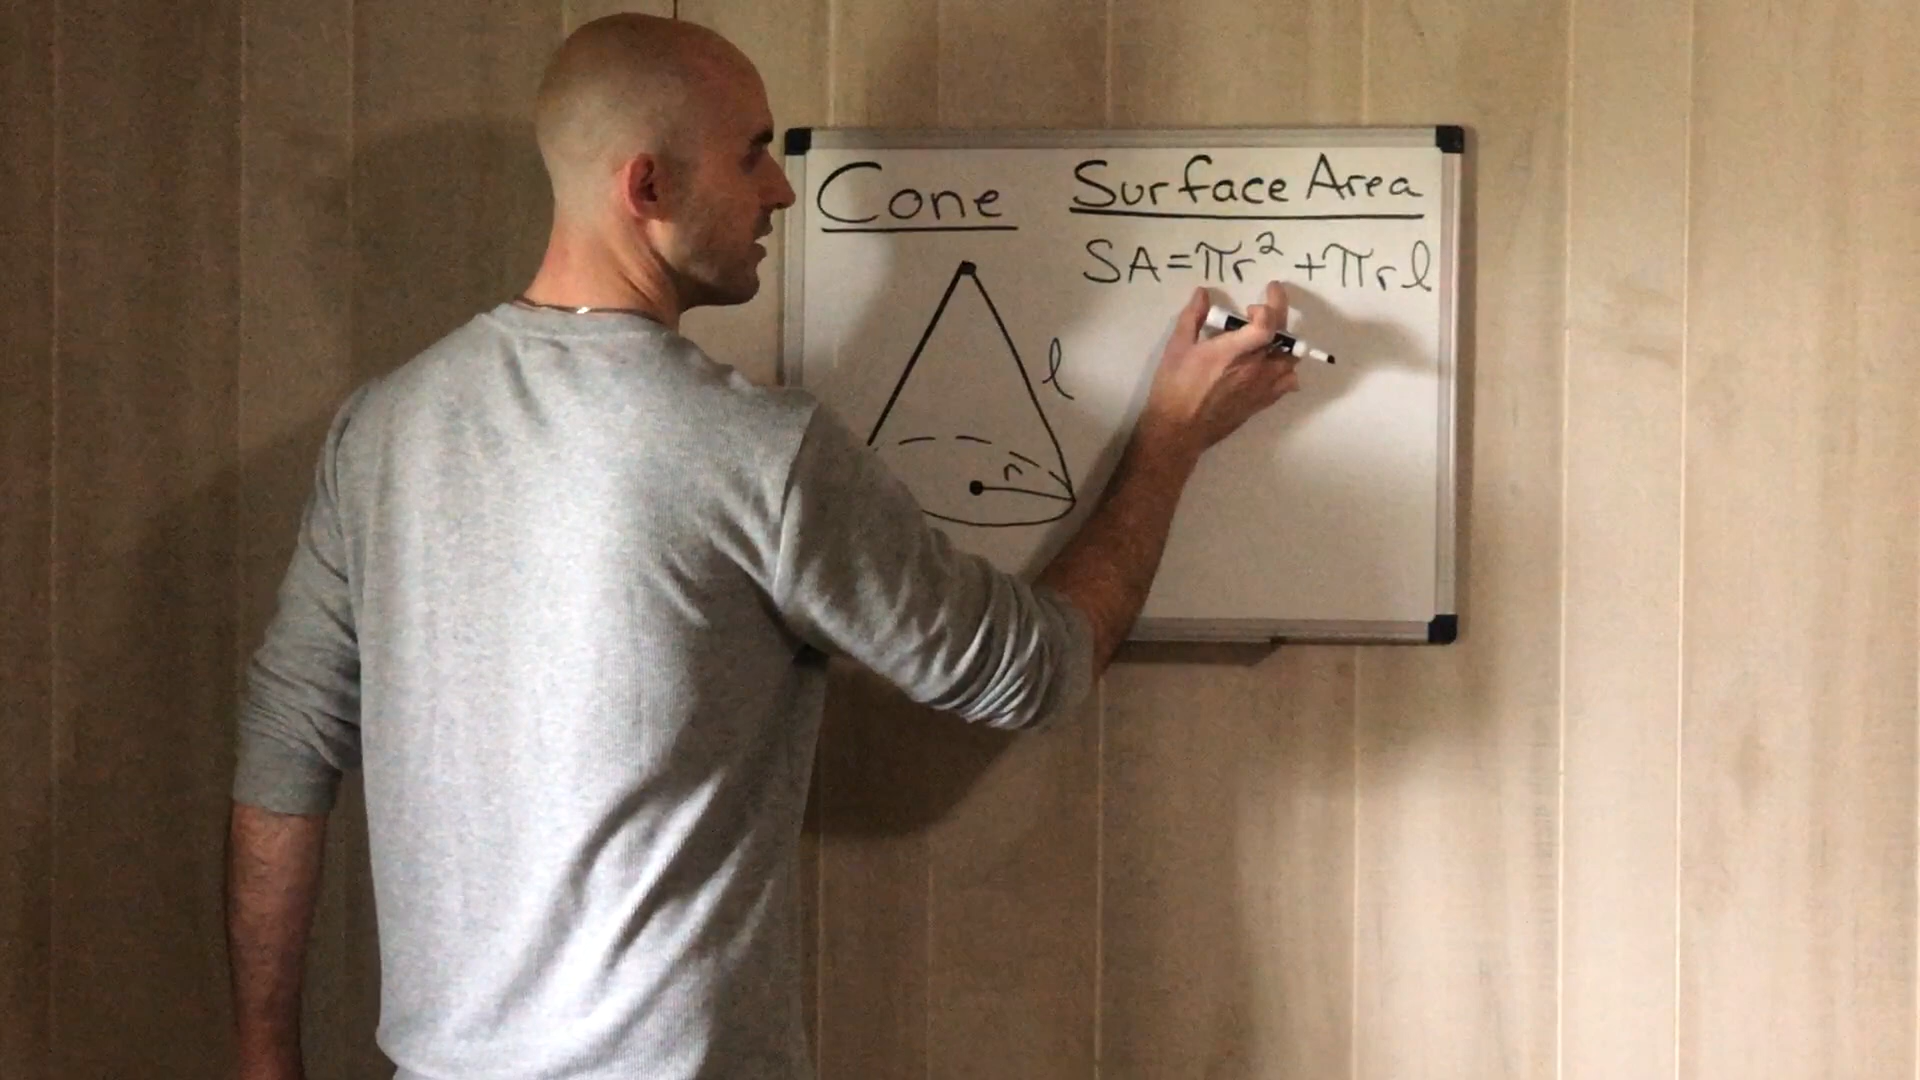 Cone
Surface Area
SA=πr²+πrl
l
r